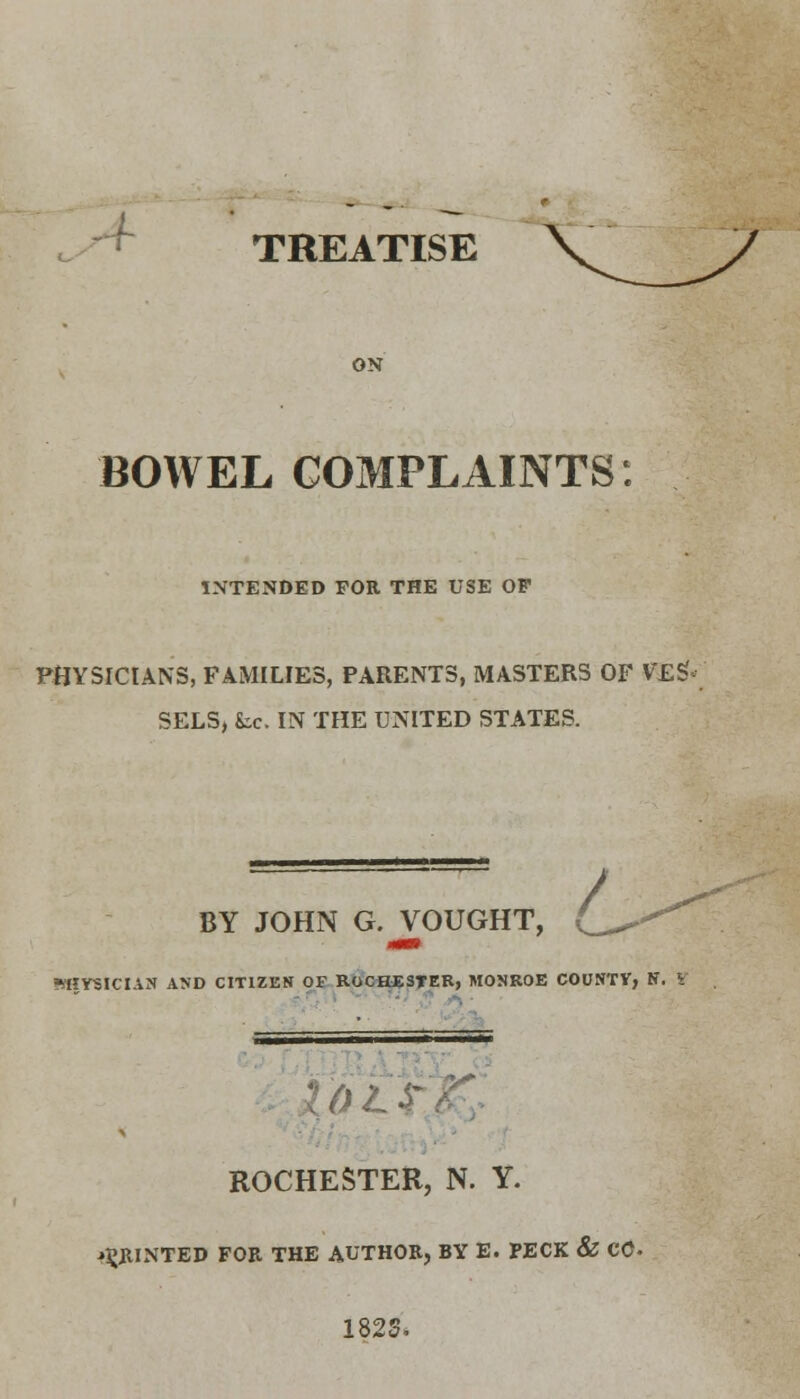 A
TREATISE
ON
BOWEL COMPLAINTS:
INTENDED FOR THE USE OF
PHYSICIANS, FAMILIES, PARENTS, MASTERS OF VES-
SELS, &c. IN THE UNITED STATES.
BY JOHN G. VOUGHT,
PHYSICIAN AND CITIZEN OF ROCHESTER, MONROE COUNTY, N. Y
ROCHESTER, N. Y.
PRINTED FOR THE AUTHOR, BY E. PECK & CO.
1823.